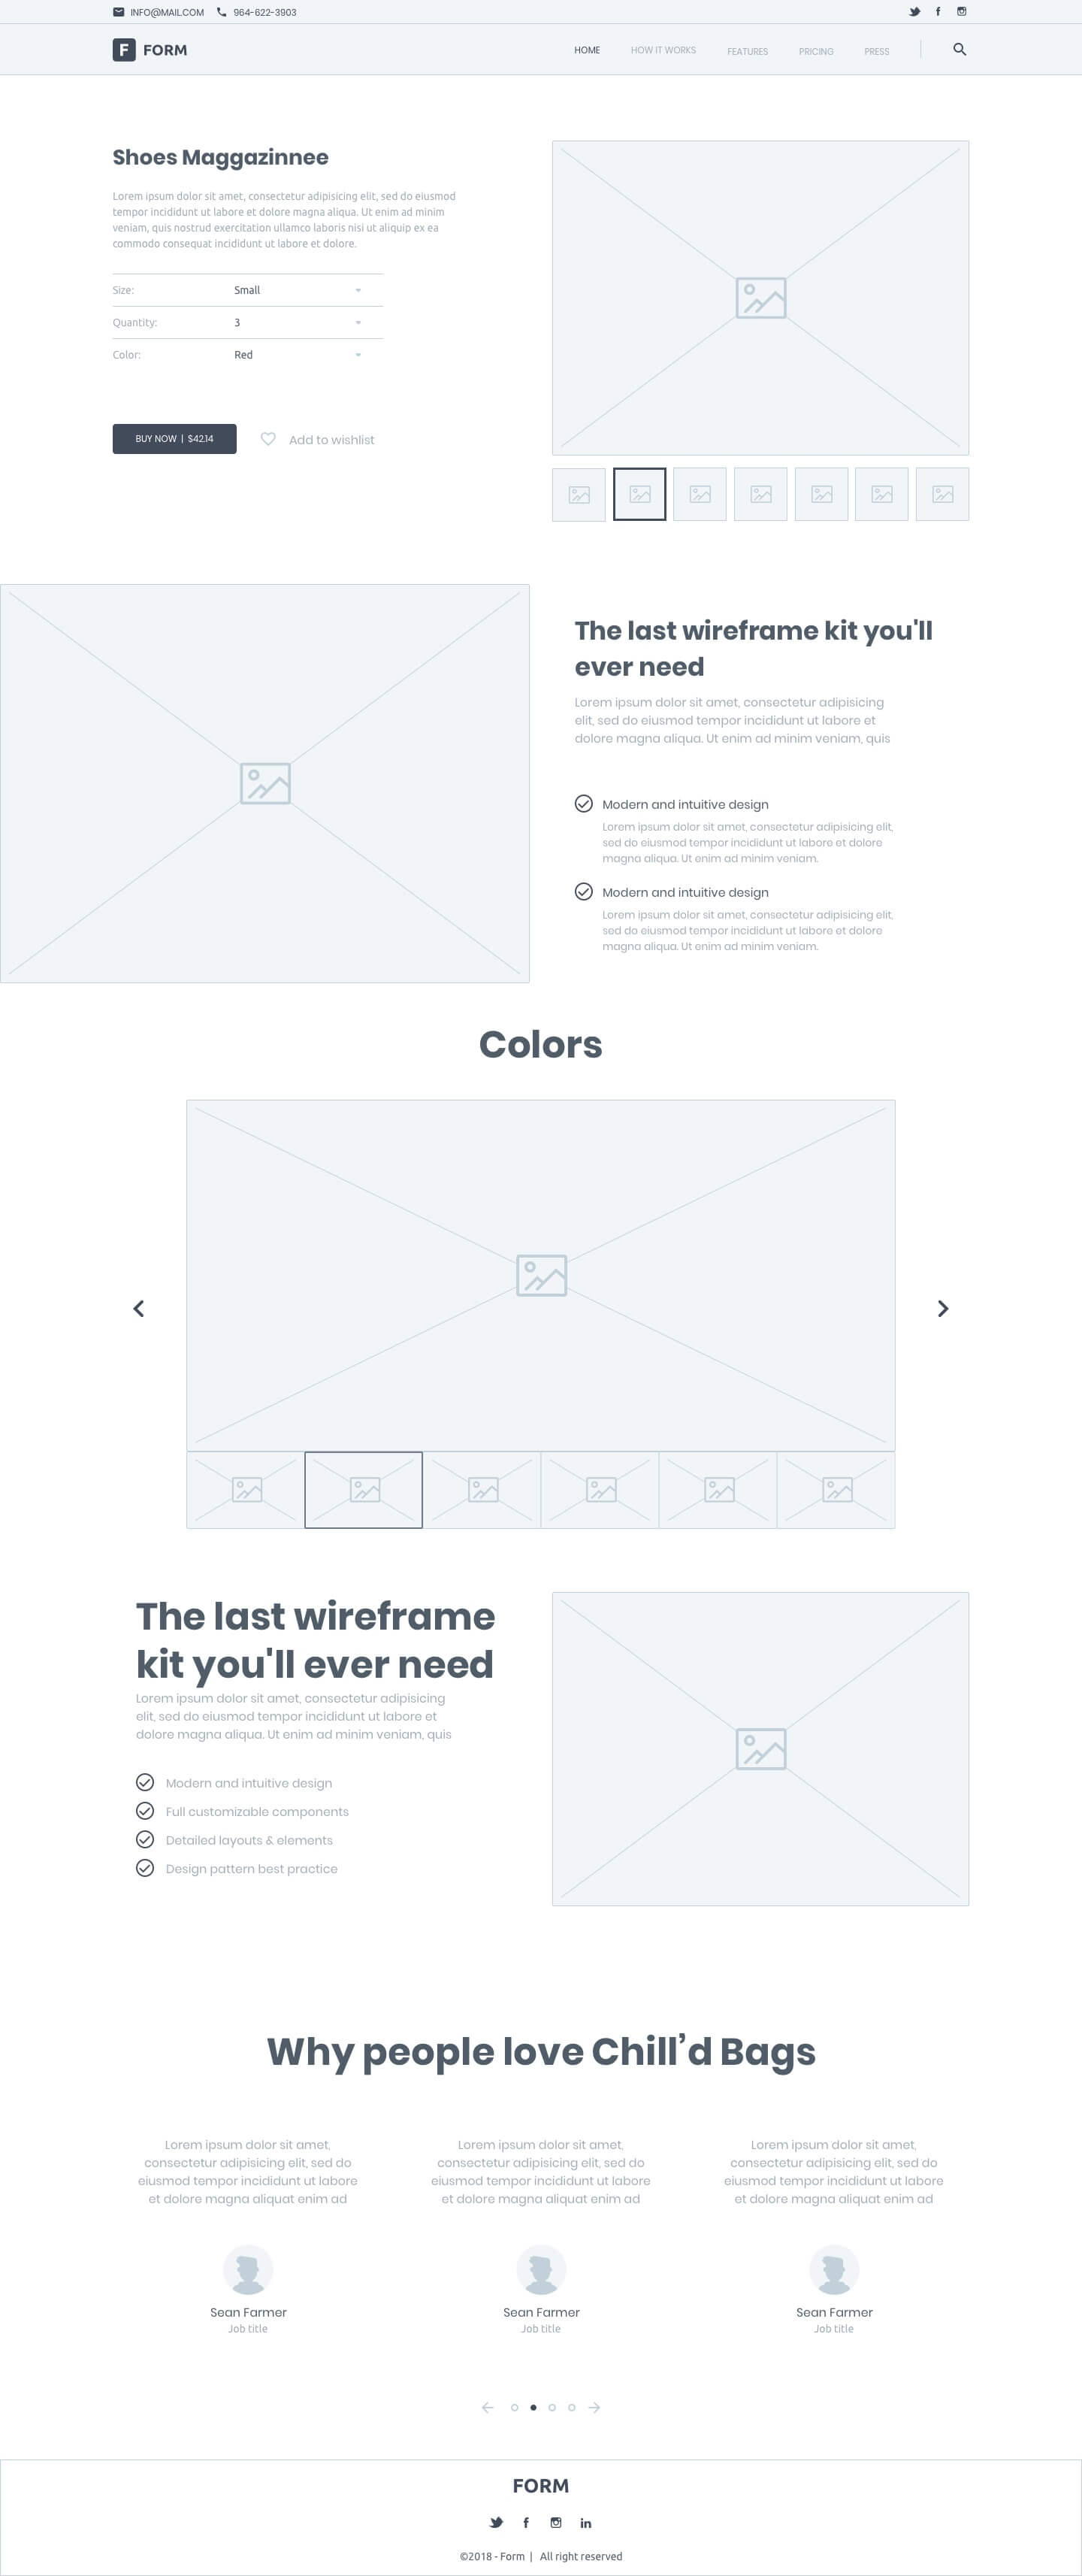 INFO@MAIL.COM 964-622-3903
F FORM
HOME HOW IT WORKS FEATURES PRICING PRESS
Shoes Maggazinnee
Lorem ipsum dolor sit amet, consectetur adipisicing elit, sed do eiusmod
tempor incididunt ut labore et dolore magna aliqua. Ut enim ad minim
veniam, quis nostrud exercitation ullamco laboris nisi ut aliquip ex ea
commodo consequat incididunt ut labore et dolore.
Size: Small
Quantity: 3
Color: Red
BUY NOW | $42.14 Add to wishlist
The last wireframe kit you'll
ever need
Lorem ipsum dolor sit amet, consectetur adipisicing
elit, sed do eiusmod tempor incididunt ut labore et
dolore magna aliqua. Ut enim ad minim veniam, quis
Modern and intuitive design
Lorem ipsum dolor sit amet, consectetur adipisicing elit,
sed do eiusmod tempor incididunt ut labore et dolore
magna aliqua. Ut enim ad minim veniam.
Modern and intuitive design
Lorem ipsum dolor sit amet, consectetur adipisicing elit,
sed do eiusmod tempor incididunt ut labore et dolore
magna aliqua. Ut enim ad minim veniam.
Colors
The last wireframe
kit you'll ever need
Lorem ipsum dolor sit amet, consectetur adipisicing
elit, sed do eiusmod tempor incididunt ut labore et
dolore magna aliqua. Ut enim ad minim veniam, quis
Modern and intuitive design
Full customizable components
Detailed layouts & elements
Design pattern best practice
Why people love Chill’d Bags
Lorem ipsum dolor sit amet,
consectetur adipisicing elit, sed do
eiusmod tempor incididunt ut labore
et dolore magna aliquat enim ad
Sean Farmer
Job title
Lorem ipsum dolor sit amet,
consectetur adipisicing elit, sed do
eiusmod tempor incididunt ut labore
et dolore magna aliquat enim ad
Sean Farmer
Job title
Lorem ipsum dolor sit amet,
consectetur adipisicing elit, sed do
eiusmod tempor incididunt ut labore
et dolore magna aliquat enim ad
Sean Farmer
Job title
FORM
©2018 - Form | All right reserved